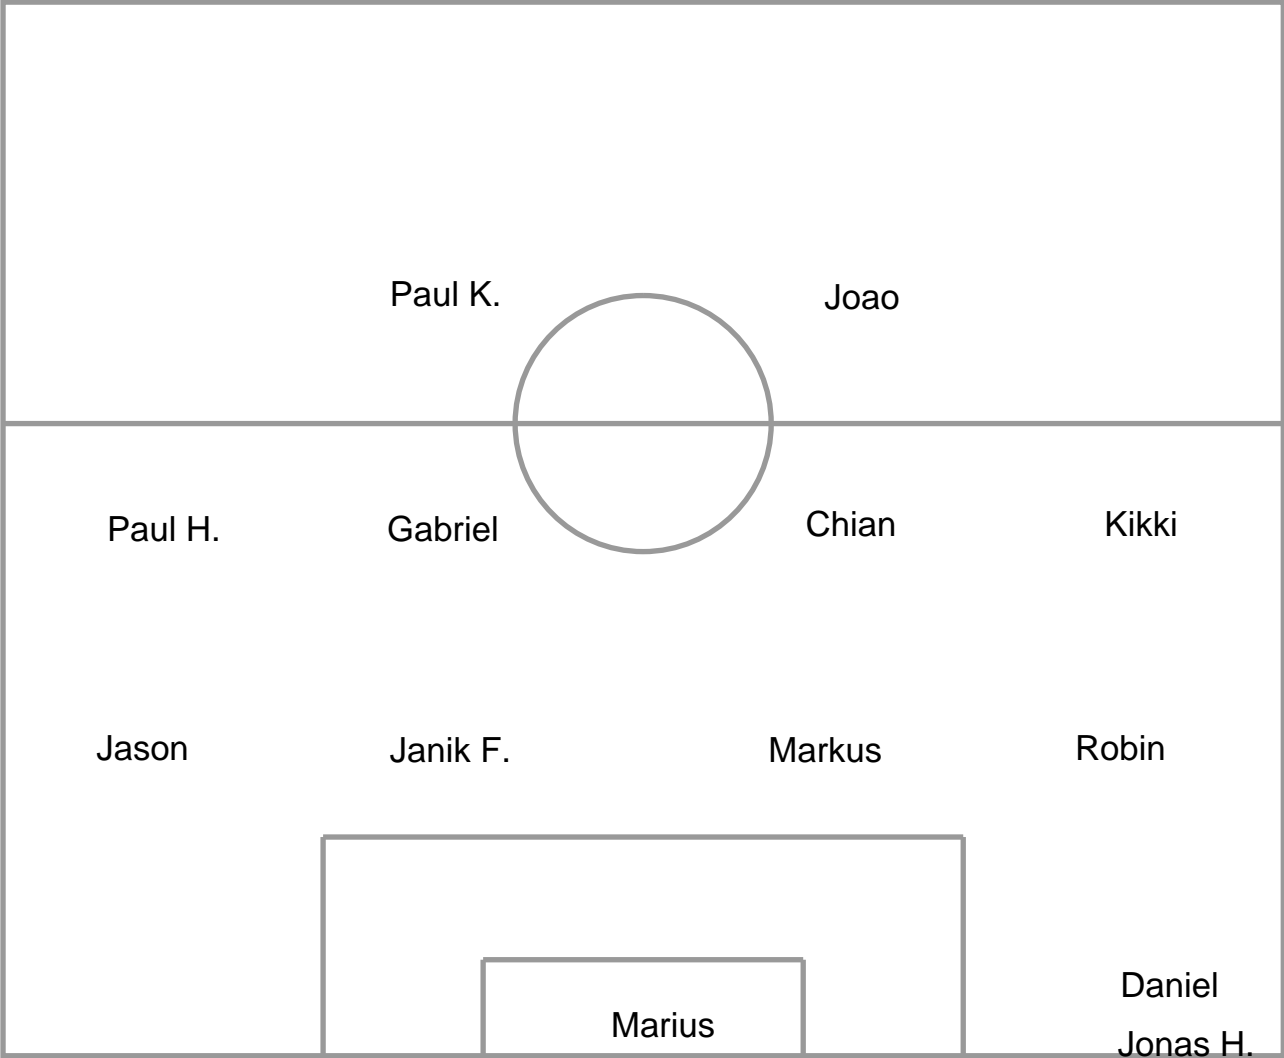 Paul K.
Joao
Paul H.
Gabriel
Chian
Kikki
Jason
Janik F.
Markus
Robin
Daniel
Marius
Jonas H.